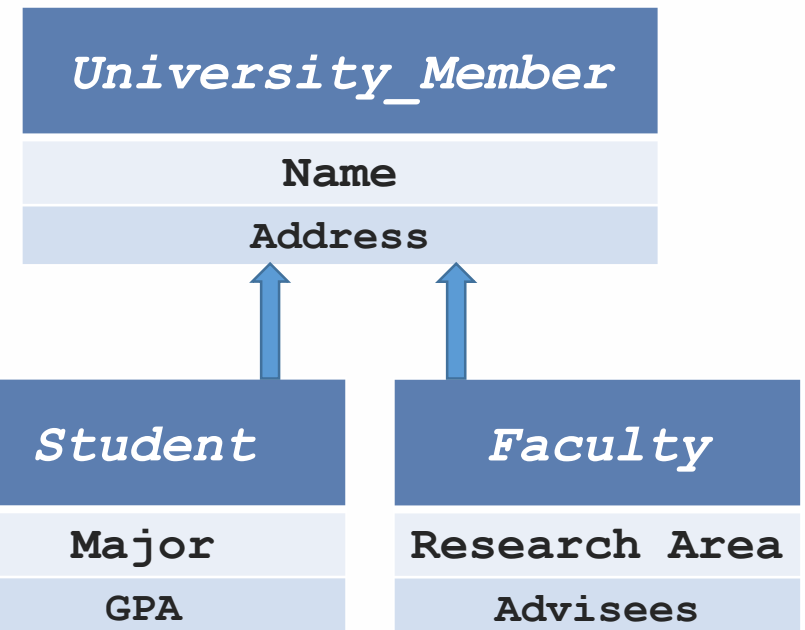 University_Member
Name
Address
Student
Major
GPA
Faculty
Research Area
Advisees